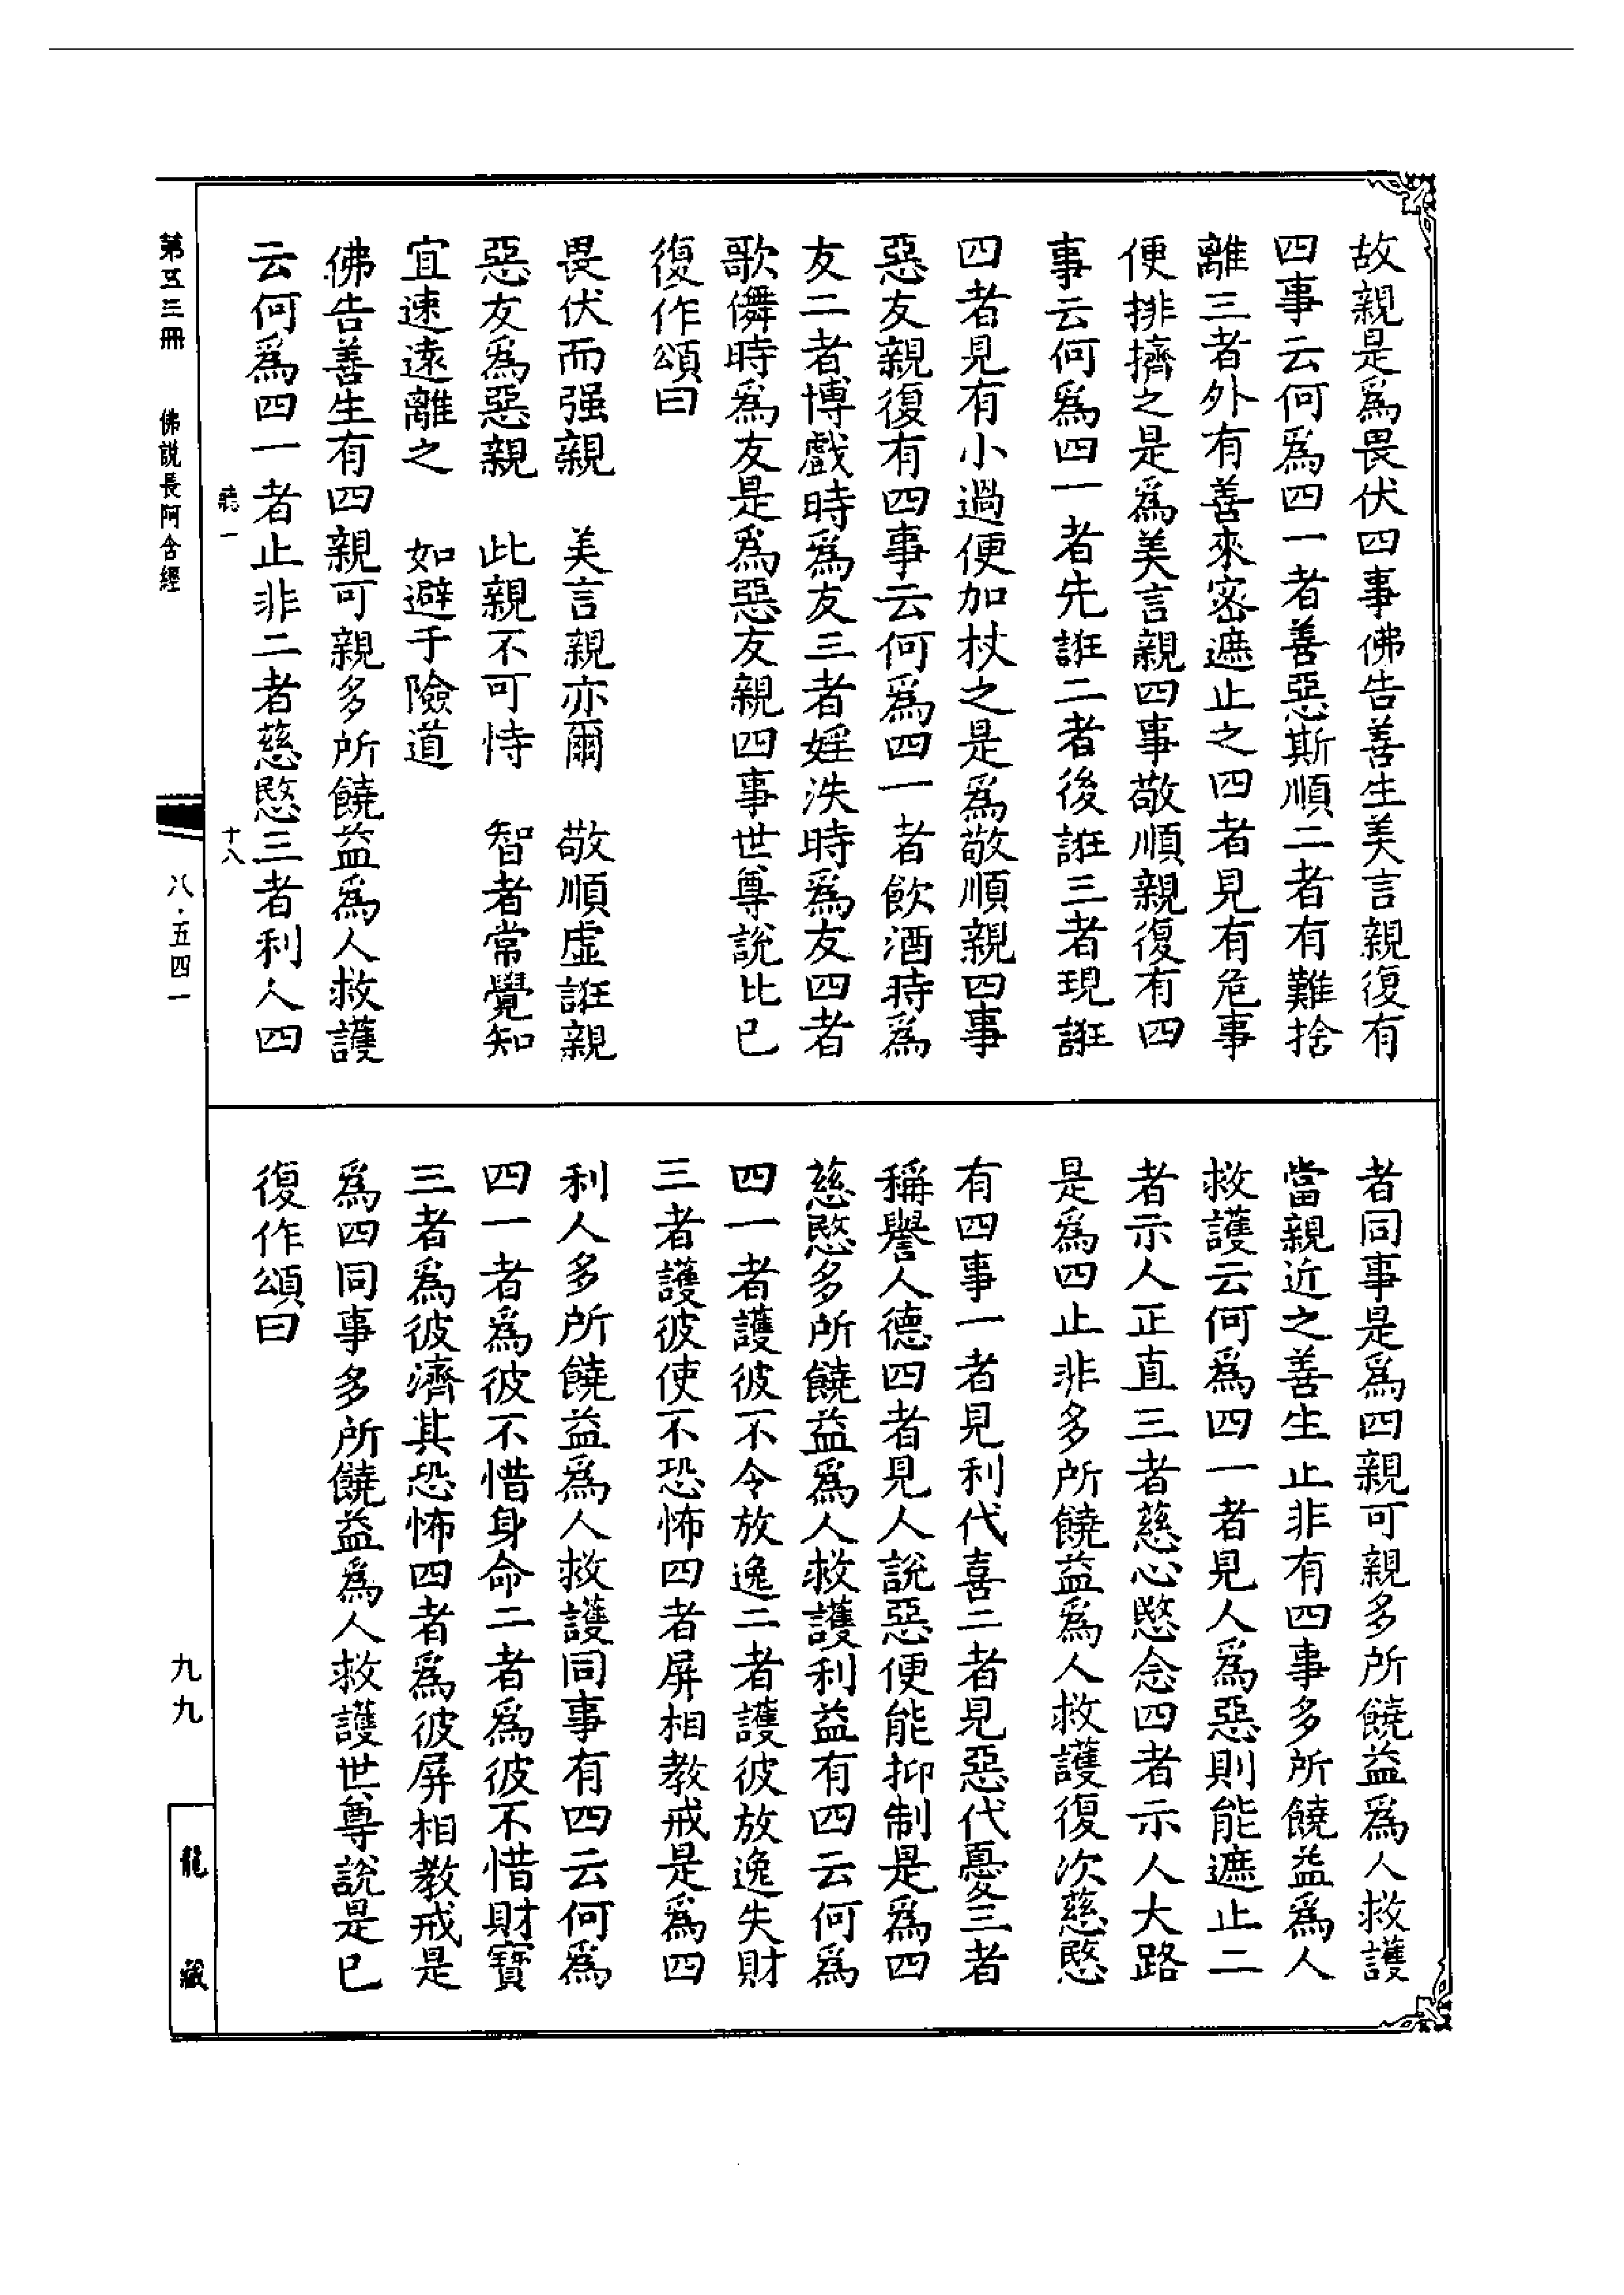 故親是爲畏伏四事佛告善生美言親復有
四事云何爲四一者善惡斯順二者有難捨
離三者外有善來密遮止之四者見有危事
便排擠之是爲美言親四事敬順親復有四
事云何爲四一者先誑二者後誑三者現誑
四者見有小過便加杖之是爲敬順親四事
惡友親復有四事云何爲四一者飲酒時爲
友二者博戲時爲友三者婬泆時爲友四者
歌儛時爲友是爲惡友親四事世尊說比已
復作頌曰
畏伏而强親　美言親亦爾　敬順虛誑親
惡友爲惡親　此親不可恃　智者常覺知
宜速遠離之　如避于險道
佛告善生有四親可親多所饒益爲人救護
云何爲四一者止非二者慈愍三者利人四
聽一　十八
者同事是爲四親可親多所饒益爲人救護
當親近之善生止非有四事多所饒益爲人
救護云何爲四一者見人爲惡則能遮止二
者示人正直三者慈心愍念四者示人大路
是爲四止非多所饒益爲人救護復次慈愍
有四事一者見利代喜二者見惡代憂三者
稱譽人德四者見人說惡便能抑制是爲四
慈愍多所饒益爲人救護利益有四云何爲
四一者護彼不令放逸二者護彼放逸失財
三者護彼使不恐怖四者屏相教戒是爲四
利人多所饒益爲人救護同事有四云何爲
四一者爲彼不惜身命二者爲彼不惜財寶
三者爲彼濟其恐怖四者爲彼屏相教戒是
爲四同事多所饒益爲人救護世尊說是已
復作頌曰
第五三冊　佛說長阿含經
八·五四一
九九
龍藏